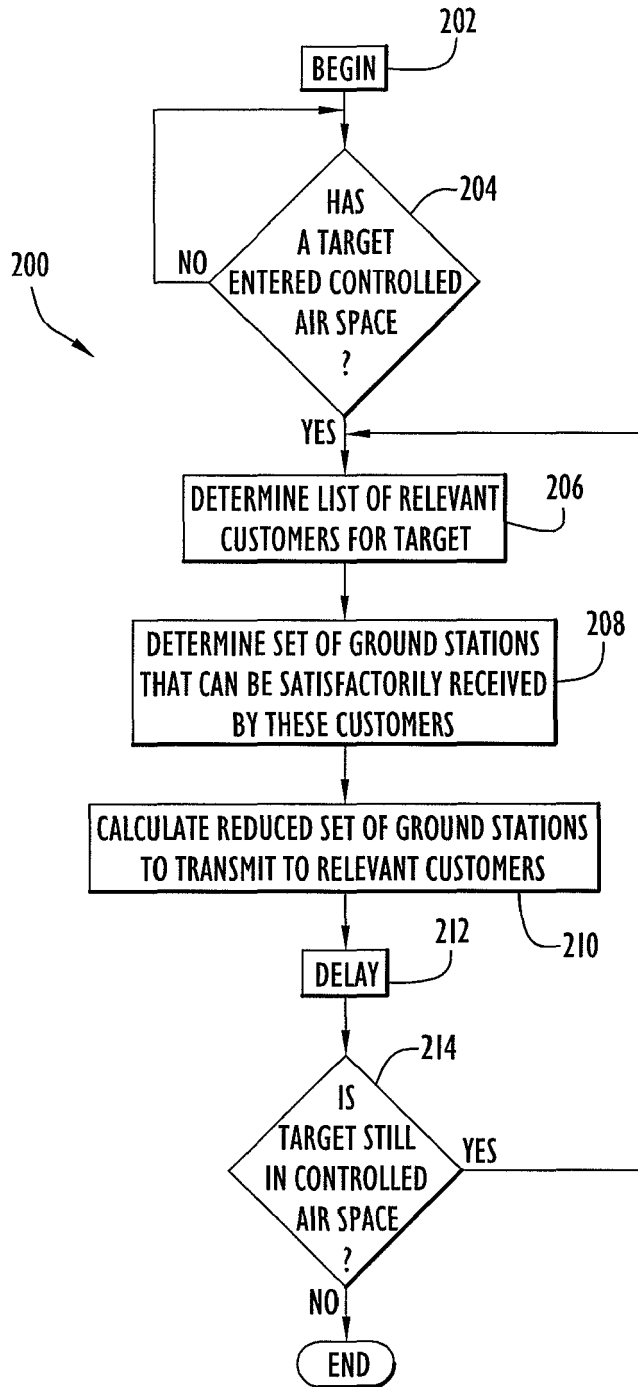 202
BEGIN
204
HAS
A TARGET
ENTERED CONTROLLED
AIR SPACE
?
NO
200
YES
DETERMINE LIST OF RELEVANT
CUSTOMERS FOR TARGET
206
DETERMINE SET OF GROUND STATIONS
THAT CAN BE SATISFACTORILY RECEIVED
BY THESE CUSTOMERS
208
CALCULATE REDUCED SET OF GROUND STATIONS
TO TRANSMIT TO RELEVANT CUSTOMERS
210
212
DELAY
214
IS
TARGET STILL
IN CONTROLLED
AIR SPACE
?
YES
NO
END